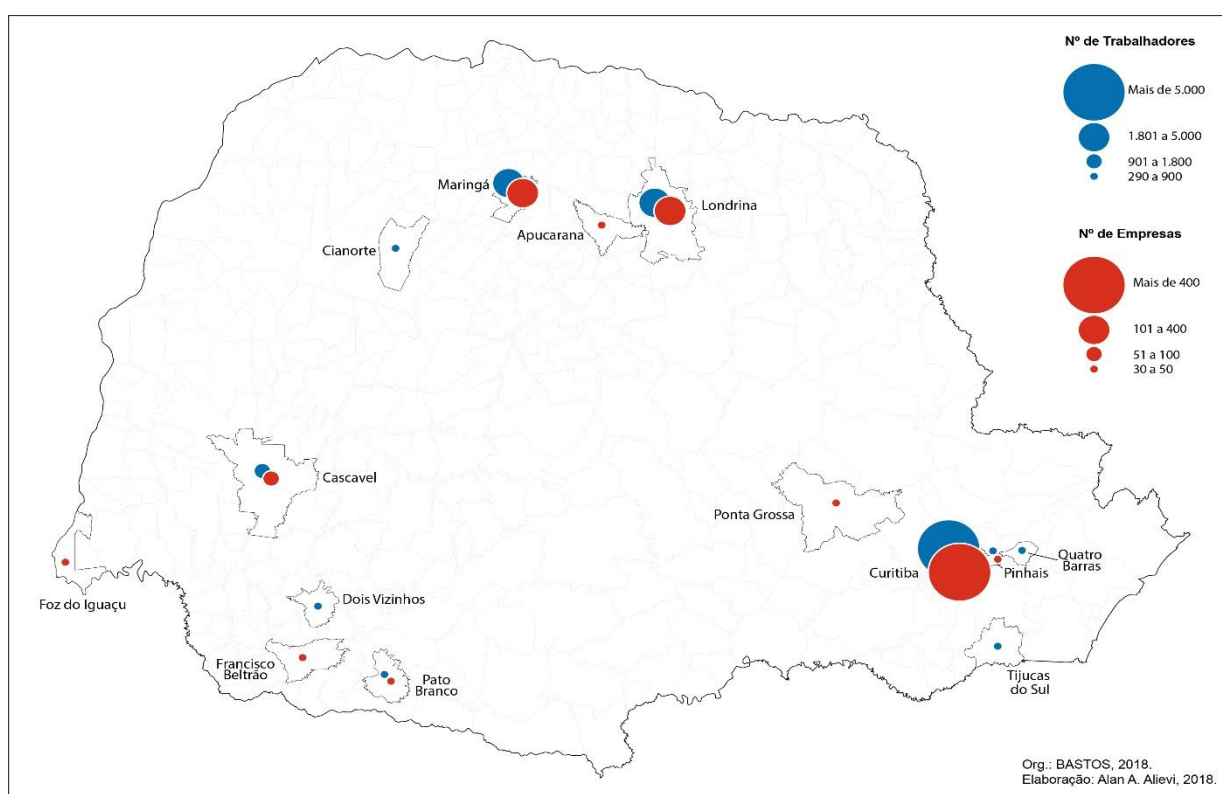 Nº de Trabalhadores
Mais de 5.000
1.801 a 5.000
901 a 1.800
290 a 900
Nº de Empresas
Mais de 400
101 a 400
51 a 100
30 a 50
Maringá
Londrina
Apucarana
Cianorte
Cascavel
Ponta Grossa
Curitiba
Pinhais
Quatro
Barras
Foz do Iguaçu
Dois Vizinhos
Francisco
Beltrão
Pato
Branco
Tijucas
do Sul
Org.: BASTOS, 2018.
Elaboração: Alan A. Alievi, 2018.